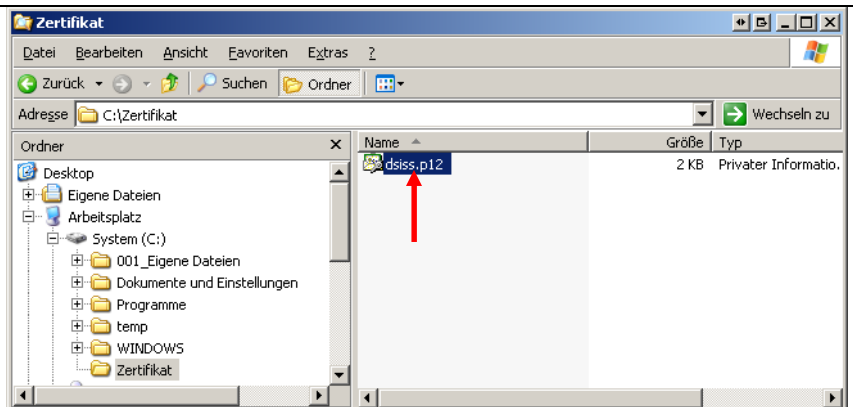 Zertifikat
Datei Bearbeiten Ansicht Favoriten Extras ?
Zurück Suchen Ordner
Adresse C:\Zertifikat Wechseln zu
Ordner x Name Größe Typ
dsiss.p12 2 KB Privater Informatio.
Desktop
Eigene Dateien
Arbeitsplatz
System (C:)
001_Eigene Dateien
Dokumente und Einstellungen
Programme
temp
WINDOWS
Zertifikat